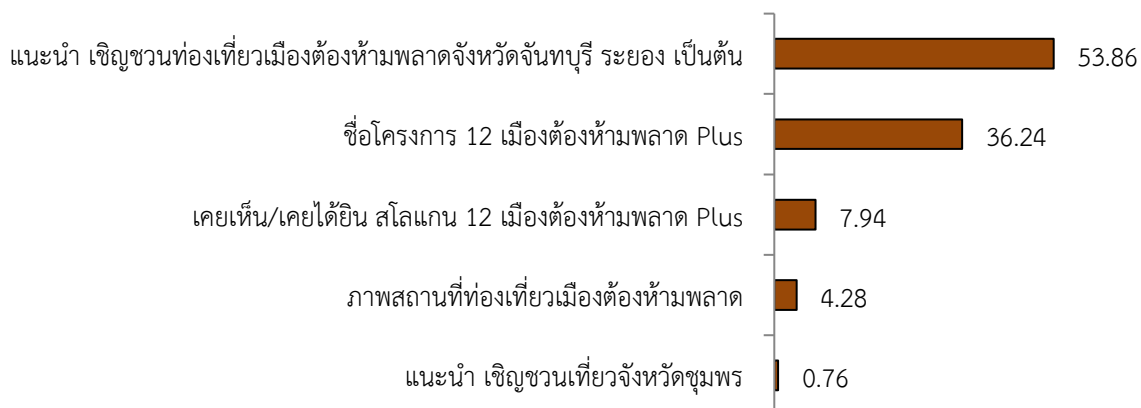 แนะนำ เชิญชวนท่องเที่ยวเมืองต้องห้ามพลาดจังหวัดจันทบุรี ระยอง เป็นต้น 53.86
ชื่อโครงการ 12 เมืองต้องห้ามพลาด Plus 36.24
เคยเห็น/เคยได้ยิน สโลแกน 12 เมืองต้องห้ามพลาด Plus 7.94
ภาพสถานที่ท่องเที่ยวเมืองต้องห้ามพลาด 4.28
แนะนำ เชิญชวนเที่ยวจังหวัดชุมพร 0.76